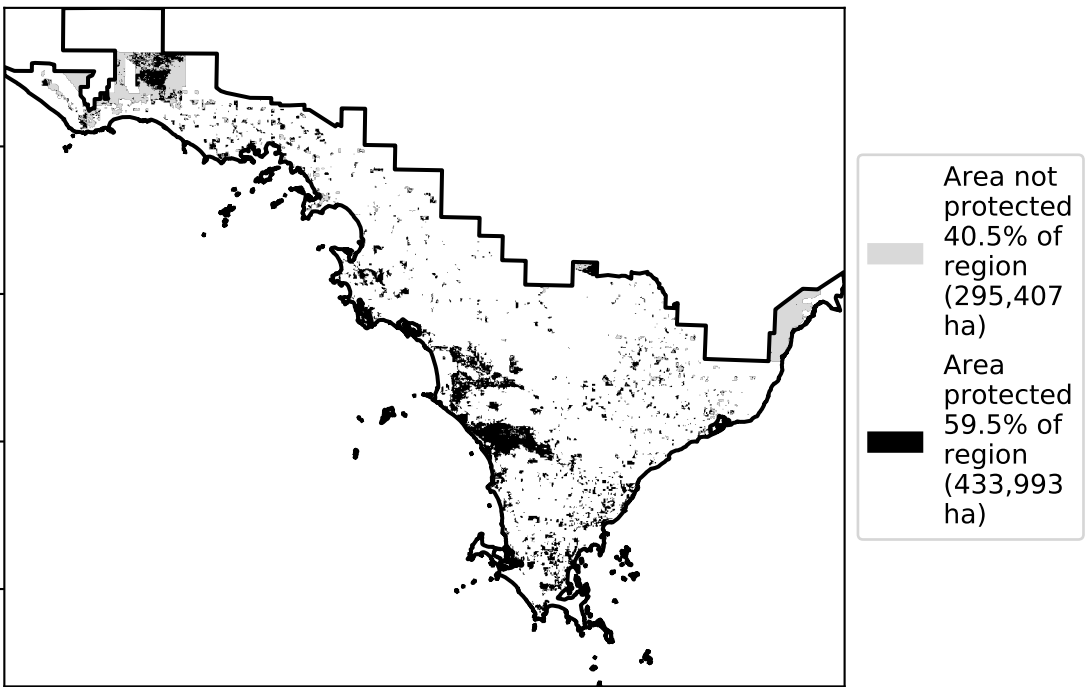 Area not
protected
40.5% of
region
(295,407
ha)
Area
protected
59.5% of
region
(433,993
ha)